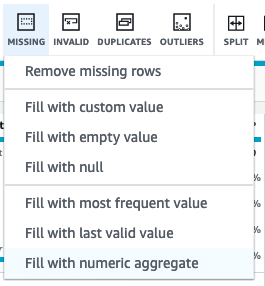 MISSING INVALID DUPLICATES OUTLIERS SPLIT M
Remove missing rows
Fill with custom value
Fill with empty value
Fill with null
Fill with most frequent value
Fill with last valid value
Fill with numeric aggregate